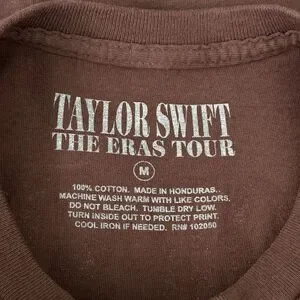 TAYLOR SWIFT
THE ERAS TOUR
M
100% COTTON. MADE IN HONDURAS..
MACHINE WASH WARM WITH LIKE COLORS.
DO NOT BLEACH. TUMBLE DRY LOW.
TURN INSIDE OUT TO PROTECT PRINT.
COOL IRON IF NEEDED. RN# 102050